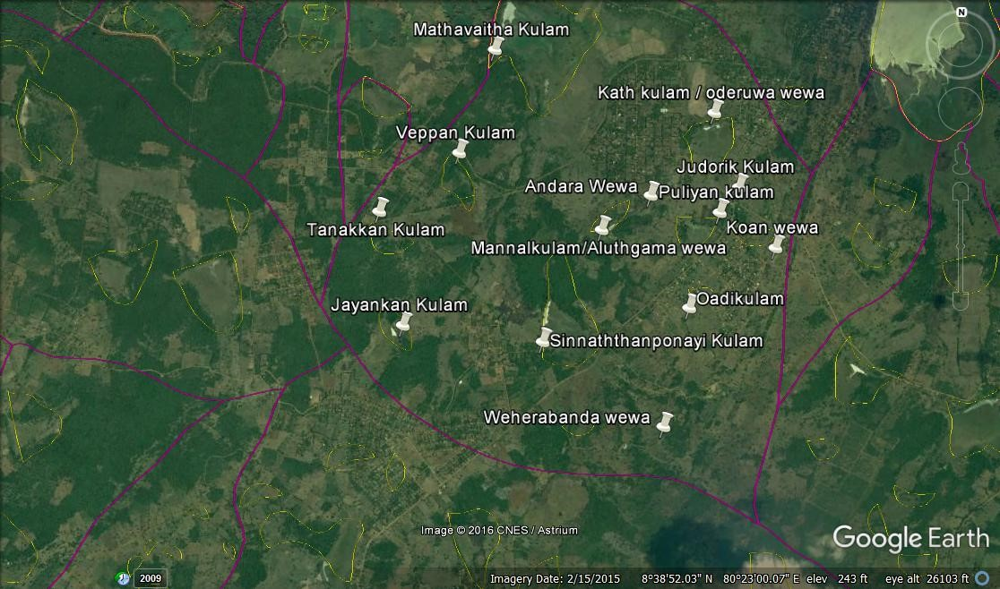 N
Mathavaitha Kulam
Kath kulam / oderuwa wewa
Veppan Kulam
Judorik Kulam
Andara Wewa
Puliyan kulam
Tanakkan Kulam
Koan wewa
Mannalkulam/Aluthgama wewa
Jayankan Kulam
Oadikulam
Sinnaththanponayi Kulam
Weherabanda wewa
Image © 2016 CNES / Astrium
Google Earth
2009
Imagery Date: 2/15/2015 8°38'52.03" N 80°23'00.07" E elev 243 ft eye alt 26103 ft